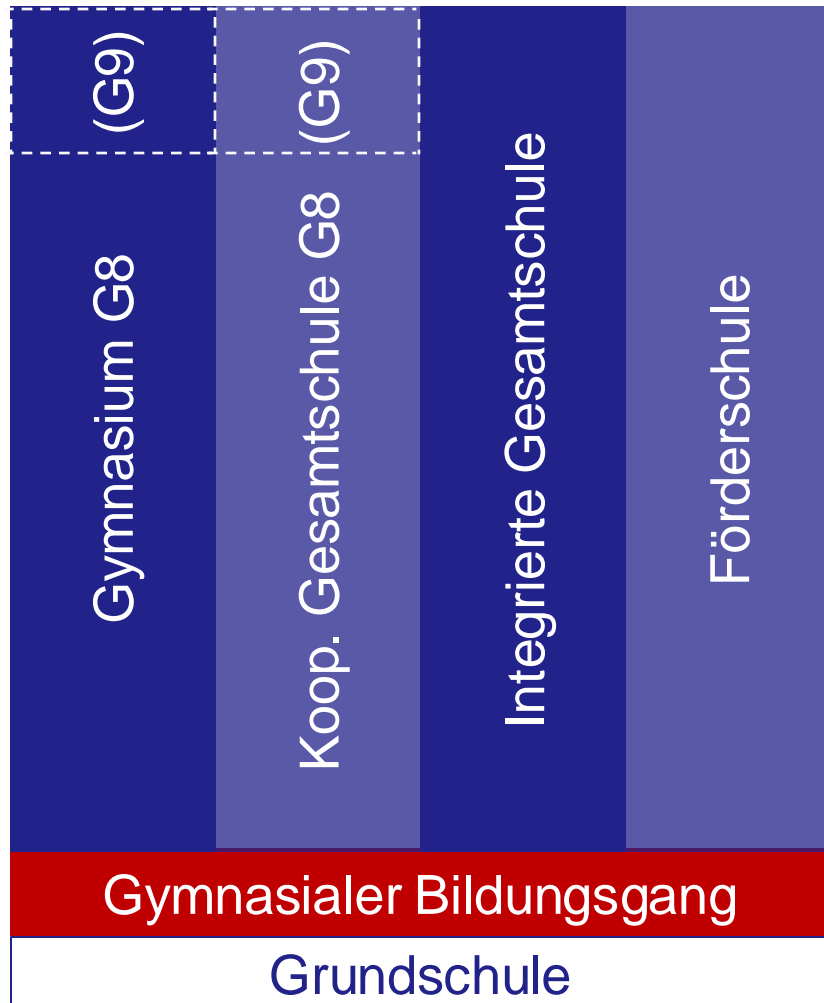 (G9)
Gymnasium G8
(G9)
Koop. Gesamtschule G8
Integrierte Gesamtschule
Förderschule
Gymnasialer Bildungsgang
Grundschule